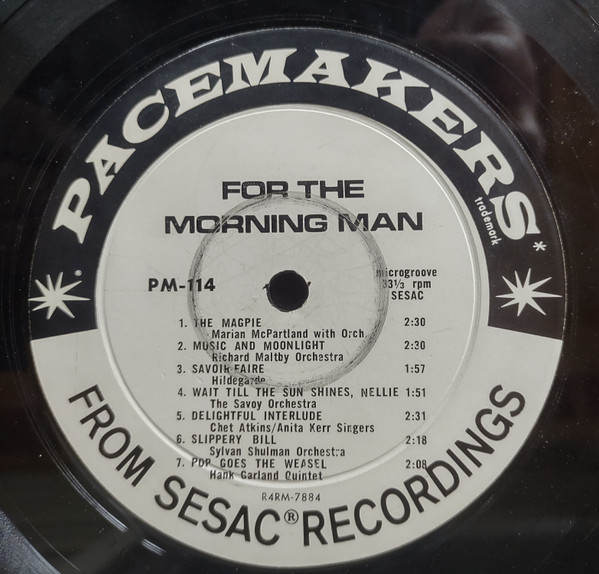 PACEMAKERS*
trademark
FOR THE
MORNING MAN
PM-114
microgroove
33⅓ rpm
SESAC
1. THE MAGPIE 2:30
Marian McPartland with Orch.
2. MUSIC AND MOONLIGHT 2:30
Richard Maltby Orchestra
3. SAVOIR FAIRE 1:57
Hildegarde
4. WAIT TILL THE SUN SHINES, NELLIE 1:51
The Savoy Orchestra
5. DELIGHTFUL INTERLUDE 2:31
Chet Atkins/Anita Kerr Singers
6. SLIPPERY BILL 2:18
Sylvan Shulman Orchestra
7. POP GOES THE WEASEL 2:08
Hank Garland Quintet
R4RM-7884
FROM SESAC® RECORDINGS